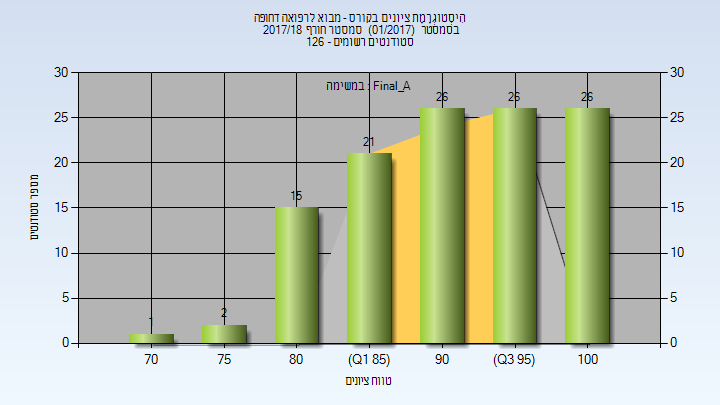 הִיסְטוֹגְרָמַת ציונים בקורס - מבוא לרפואה דחופה
בסמסטר (01/2017) סמסטר חורף 2017/18
סטודנטים רשומים - 126
במשימה : Final_A
30 30
25 25
20 20
15 15
10 10
5 5
0 0
1 2 15 21 26 26 26
70 75 80 (Q1 85) 90 (Q3 95) 100
מספר סטודנטים
טווח ציונים